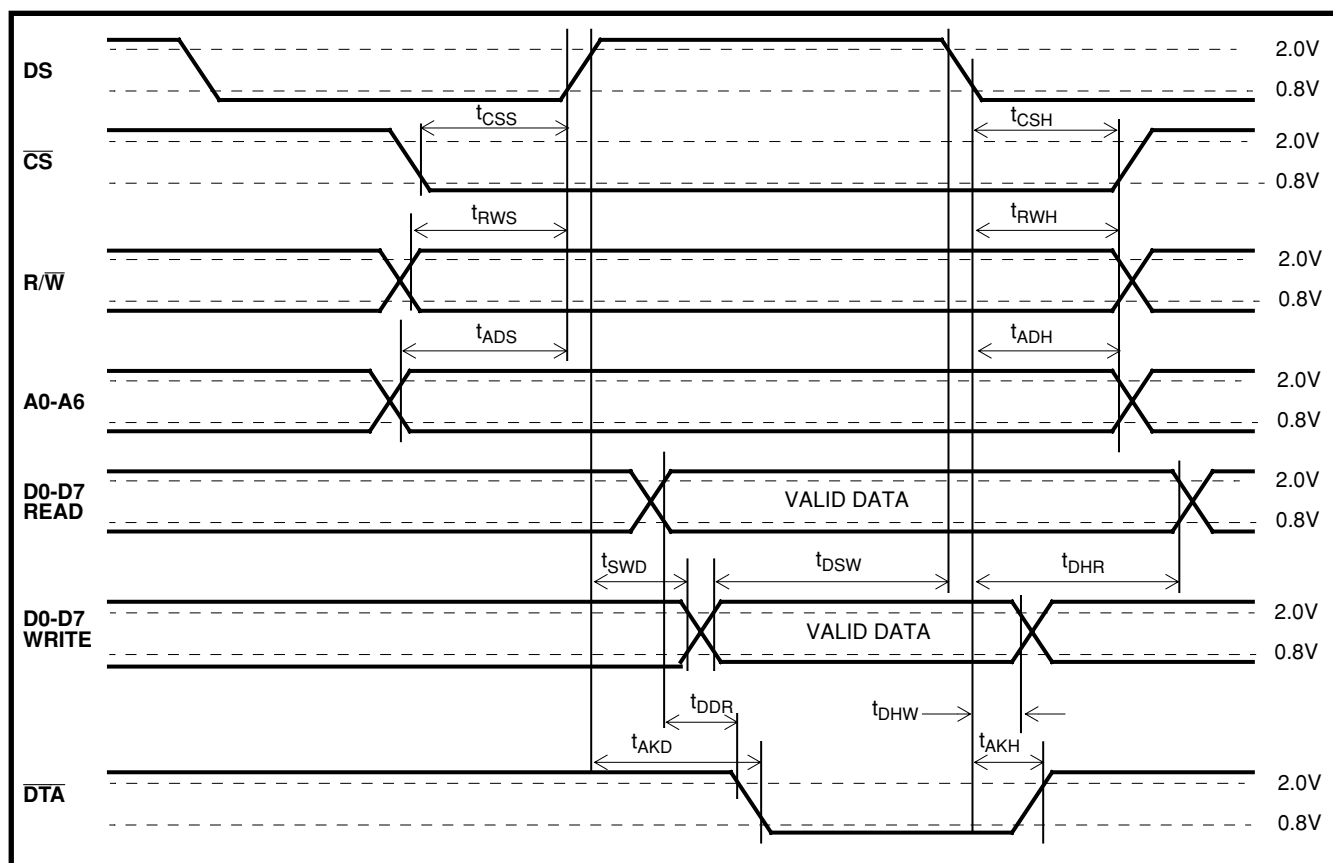 DS
2.0V
0.8V
tCSS
tCSH
CS
2.0V
0.8V
tRWS
tRWH
R/W
2.0V
0.8V
tADS
tADH
A0-A6
2.0V
0.8V
D0-D7
READ
VALID DATA
2.0V
0.8V
tSWD
tDSW
tDHR
D0-D7
WRITE
VALID DATA
2.0V
0.8V
tDDR
tDHW
tAKD
tAKH
DTA
2.0V
0.8V